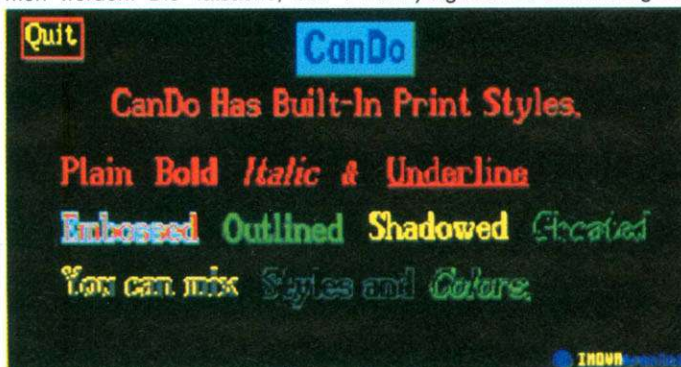 Quit
CanDo
CanDo Has Built-In Print Styles.
Plain Bold Italic & Underline
Embossed Outlined Shadowed Ghosted
You can mix Styles and Colors.